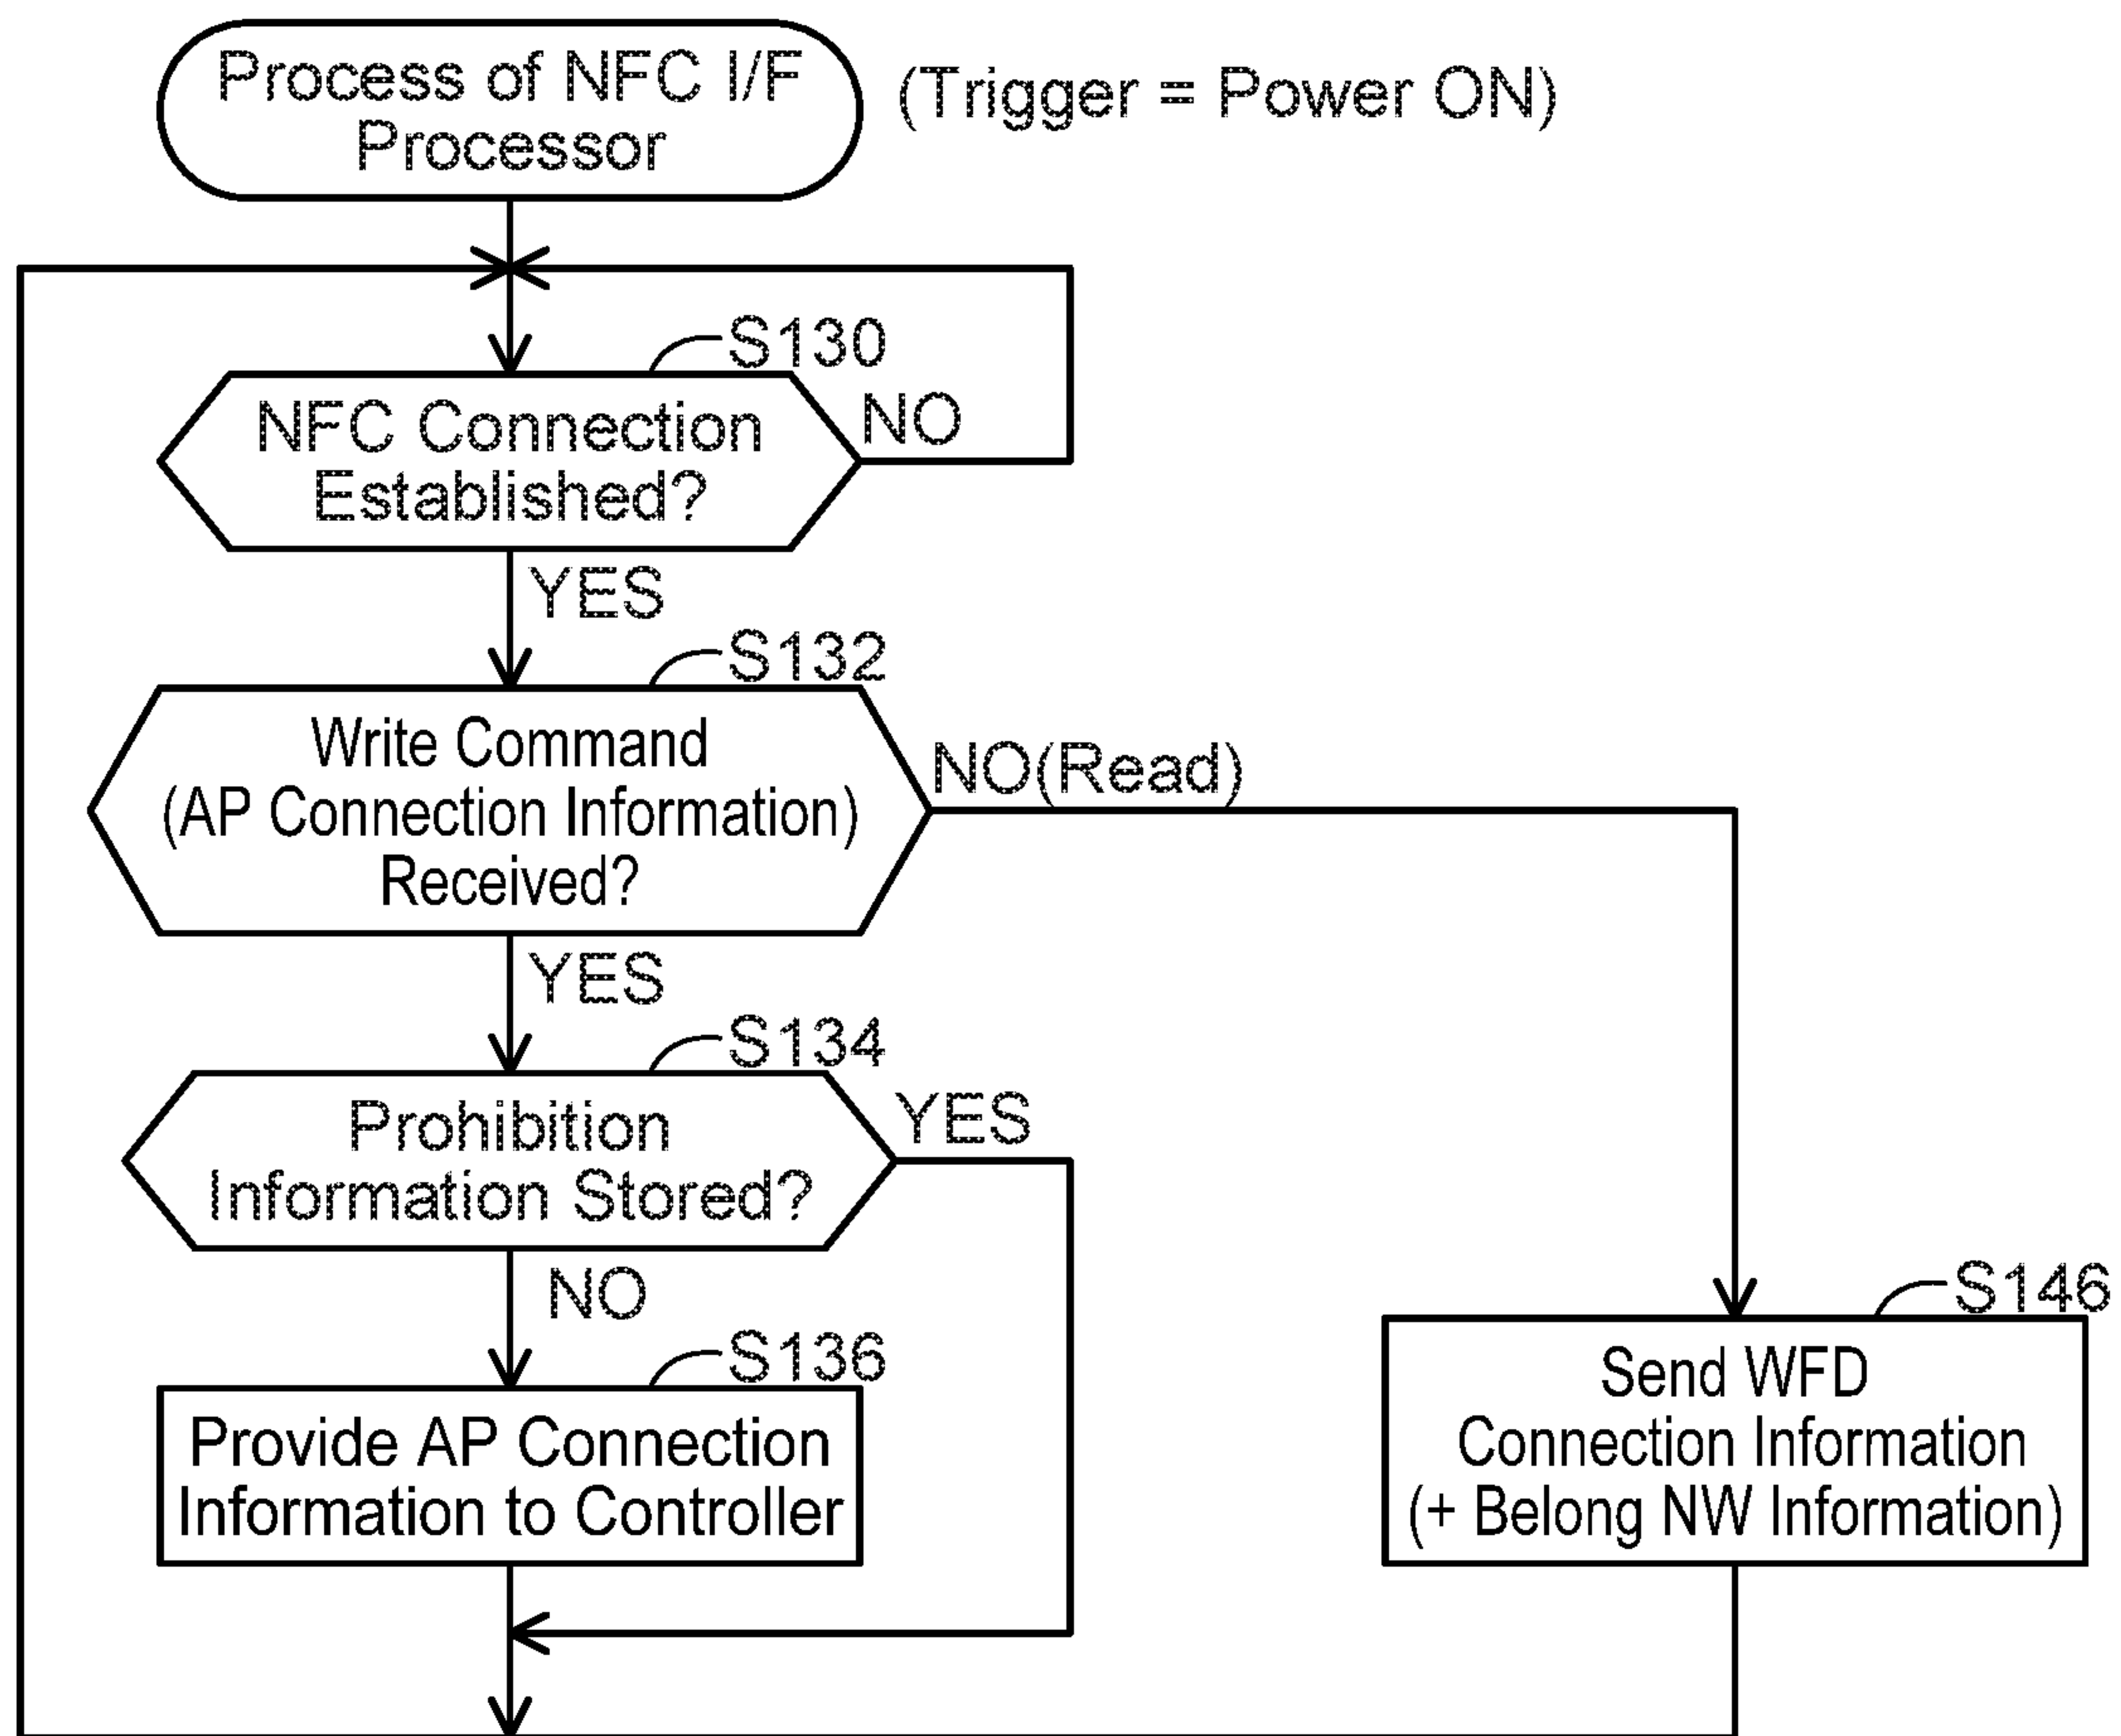 Process of NFC I/F
Processor
(Trigger = Power ON)
S130
NFC Connection
Established?
NO
YES
S132
Write Command
(AP Connection Information)
Received?
NO(Read)
YES
S134
Prohibition
Information Stored?
YES
NO
S136
Provide AP Connection
Information to Controller
S146
Send WFD
Connection Information
(+ Belong NW Information)